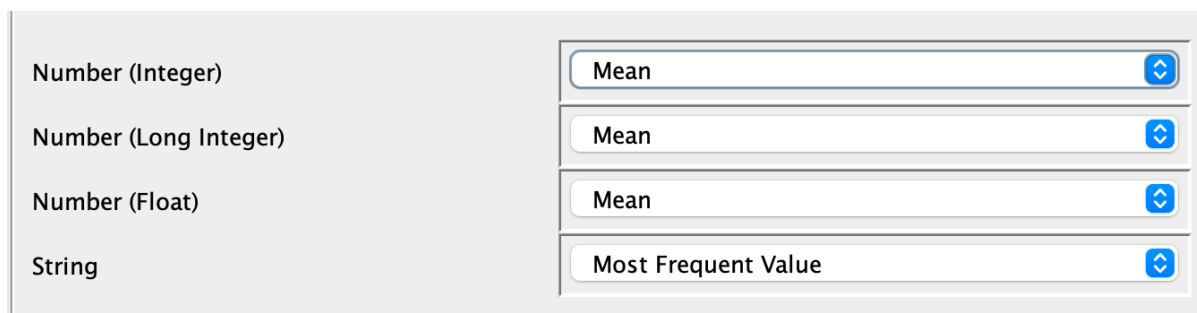 Number (Integer) Mean
Number (Long Integer) Mean
Number (Float) Mean
String Most Frequent Value